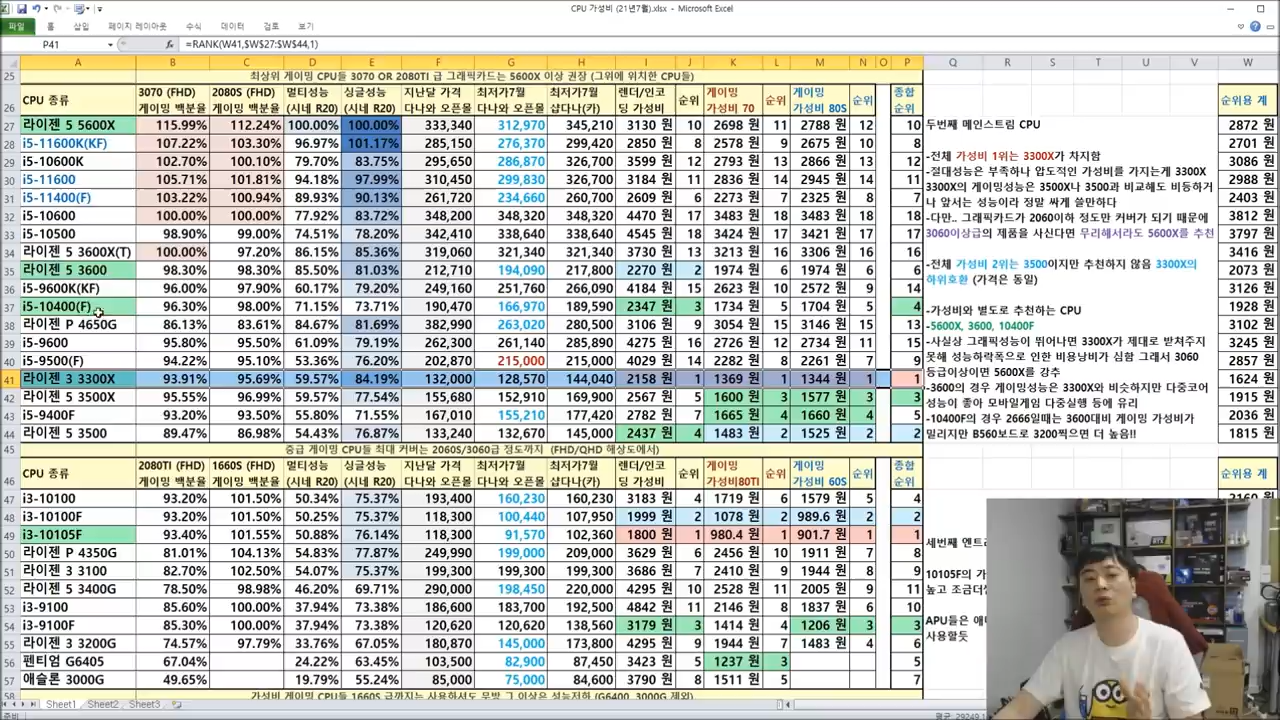 CPU 가성비 (21년7월).xlsx - Microsoft Excel
파일 홈 삽입 페이지 레이아웃 수식 데이터 검토 보기
P41 fx =RANK(W41,$W$27:$W$44,1)
A B C D E F G H I J K L M N O P Q R S T U V W
25 최상위 게이밍 CPU들 3070 OR 2080TI 급 그래픽카드는 5600X 이상 권장 (그위에 위치한 CPU들)
26 CPU 종류 3070 (FHD) 게이밍 백분율 2080S (FHD) 게이밍 백분율 멀티성능 (시네 R20) 싱글성능 (시네 R20) 지난달 가격 다나와 오픈몰 최저가7월 다나와 오픈몰 최저가7월 샵다나(카) 렌더/인코딩 가성비 순위 게이밍 가성비 70 순위 게이밍 가성비 80S 순위 종합 순위 순위용 계
27 라이젠 5 5600X 115.99% 112.24% 100.00% 100.00% 333,340 312,970 345,210 3130 원 10 2698 원 11 2788 원 12 10 2872 원
28 i5-11600K(KF) 107.22% 103.30% 96.97% 101.17% 285,150 276,370 299,420 2850 원 8 2578 원 9 2675 원 10 8 2701 원
29 i5-10600K 102.70% 100.10% 79.70% 83.75% 295,650 286,870 326,710 3599 원 12 2793 원 13 2866 원 13 12 3086 원
30 i5-11600 105.71% 101.81% 94.18% 97.99% 310,450 299,830 326,710 3184 원 11 2836 원 14 2945 원 14 11 2988 원
31 i5-11400(F) 103.22% 100.94% 89.93% 90.13% 261,720 234,660 260,000 2609 원 6 2273 원 7 2325 원 8 7 2403 원
32 i5-10600 100.00% 100.00% 77.92% 83.72% 348,200 348,320 348,320 4470 원 17 3483 원 18 3483 원 18 18 3812 원
33 i5-10500 98.90% 99.00% 74.51% 78.20% 342,410 338,640 338,640 4545 원 18 3424 원 17 3421 원 17 17 3797 원
34 라이젠 5 3600X(T) 100.00% 97.20% 86.15% 85.36% 321,340 321,340 321,340 3730 원 13 3213 원 16 3306 원 16 16 3416 원
35 라이젠 5 3600 98.30% 98.30% 85.50% 81.03% 212,710 194,090 217,800 2270 원 2 1974 원 6 1974 원 6 6 2073 원
36 i5-9600K(KF) 96.00% 97.30% 60.17% 79.20% 249,160 251,760 266,090 4184 원 15 2623 원 10 2572 원 9 14 3126 원
37 i5-10400(F) 96.30% 98.00% 71.15% 73.71% 190,470 166,970 189,590 2347 원 3 1734 원 5 1704 원 5 4 1928 원
38 라이젠 P 4650G 86.13% 83.61% 84.67% 81.69% 382,990 263,020 280,500 3106 원 9 3054 원 15 3146 원 15 13 3102 원
39 i5-9600 95.80% 95.50% 61.09% 79.19% 262,300 261,140 285,890 4275 원 16 2726 원 12 2734 원 11 15 3245 원
40 i5-9500(F) 94.22% 95.10% 53.36% 76.20% 202,870 215,000 215,000 4029 원 14 2282 원 8 2261 원 7 9 2857 원
41 라이젠 3 3300X 93.91% 95.69% 59.57% 84.19% 132,000 128,570 144,040 2158 원 1 1369 원 1 1344 원 1 1 1624 원
42 라이젠 5 3500X 95.55% 96.99% 59.57% 77.54% 155,680 152,910 169,900 2567 원 5 1600 원 3 1577 원 3 3 1915 원
43 i5-9400F 93.20% 93.50% 55.80% 71.55% 167,010 155,210 177,420 2782 원 7 1665 원 4 1660 원 4 5 2036 원
44 라이젠 5 3500 89.47% 86.98% 54.43% 76.87% 133,240 132,670 145,000 2437 원 4 1483 원 2 1525 원 2 2 1815 원
두번째 메인스트림 CPU
-전체 가성비 1위는 3300X가 차지함
-절대성능은 부족하나 압도적인 가성비를 가지는게 3300X
3300X의 게이밍성능은 3500X나 3500과 비교해도 비등하거
나 앞서는 성능이라 정말 싸게 쓸만하다
-다만.. 그래픽카드가 2060이하 정도만 커버가 되기 때문에
3060이상급의 제품을 사신다면 무리해서라도 5600X를 추천
-전체 가성비 2위는 3500이지만 추천하지 않음 3300X의
하위호환 (가격은 동일)
-가성비와 별도로 추천하는 CPU
-5600X, 3600, 10400F
-사실상 그래픽성능이 뛰어나면 3300X가 제대로 받쳐주지
못해 성능하락폭으로 인한 비용낭비가 심함 그래서 3060
등급이상이면 5600X를 강추
-3600의 경우 게이밍성능은 3300X와 비슷하지만 다중코어
성능이 좋아 모바일게임 다중실행 등에 유리
-10400F의 경우 2666일때는 3600대비 게이밍 가성비가
밀리지만 B560보드로 3200찍으면 더 높음!!
45 중급 게이밍 CPU들 최대 커버는 2060S/3060급 정도까지 (FHD/QHD 해상도에서)
46 CPU 종류 2080TI (FHD) 게이밍 백분율 1660S (FHD) 게이밍 백분율 멀티성능 (시네 R20) 싱글성능 (시네 R20) 지난달 가격 다나와 오픈몰 최저가7월 다나와 오픈몰 최저가7월 샵다나(카) 렌더/인코딩 가성비 순위 게이밍 가성비80TI 순위 게이밍 가성비 60S 순위 종합 순위 순위용 계
47 i3-10100 93.20% 101.50% 50.34% 75.37% 193,400 160,230 160,230 3183 원 4 1719 원 6 1579 원 5 4 2160 원
48 i3-10100F 93.20% 101.50% 50.25% 75.37% 118,300 100,440 107,950 1999 원 2 1078 원 2 989.6 원 2 2
49 i3-10105F 93.40% 101.55% 50.88% 76.14% 118,300 91,570 102,360 1800 원 1 980.4 원 1 901.7 원 1 1
50 라이젠 P 4350G 81.01% 104.13% 54.83% 77.87% 249,990 199,000 209,000 3629 원 6 2456 원 10 1911 원 7 8
51 라이젠 3 3100 82.70% 102.50% 54.07% 75.37% 199,300 199,300 199,300 3686 원 7 2410 원 9 1944 원 8 9
52 라이젠 5 3400G 78.50% 98.98% 46.20% 69.71% 290,000 198,450 220,000 4295 원 10 2528 원 11 2005 원 9 11
53 i3-9100 85.60% 100.00% 37.94% 73.38% 186,600 183,700 192,500 4842 원 11 2146 원 8 1837 원 6 10
54 i3-9100F 85.30% 100.00% 37.94% 73.38% 120,620 120,620 138,560 3179 원 3 1414 원 4 1206 원 3 3
55 라이젠 3 3200G 74.57% 97.79% 33.76% 67.05% 180,870 145,000 173,800 4295 원 9 1944 원 7 1483 원 4 6
56 펜티엄 G6405 67.04% 24.22% 63.45% 103,500 82,900 87,450 3423 원 5 1237 원 3 5
57 애슬론 3000G 49.65% 19.79% 55.24% 78,500 75,000 84,000 3790 원 8 1511 원 5 7
세번째 엔트리
10105F의 가
높고 조금더
APU들은 애매
사용할듯
58 가성비 게이밍 CPU들 1660S 급까지는 사용하셔도 무방 그 이상은 성능저하 (G6400, 3000G 제외)
Sheet1 Sheet2 Sheet3
준비